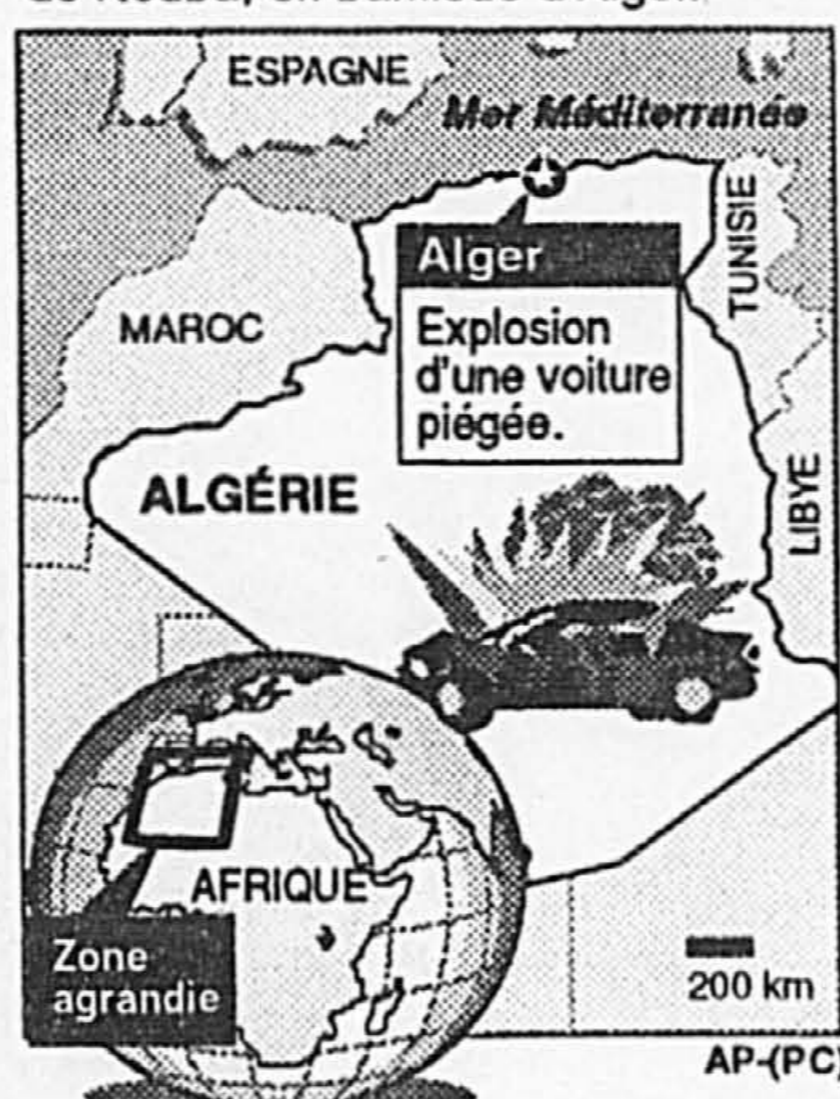 ESPAGNE
Mer Méditerranée
Alger
Explosion
d'une voiture
piégée.
TUNISIE
MAROC
ALGÉRIE
LIBYE
AFRIQUE
Zone
agrandie
200 km
AP-(PC)